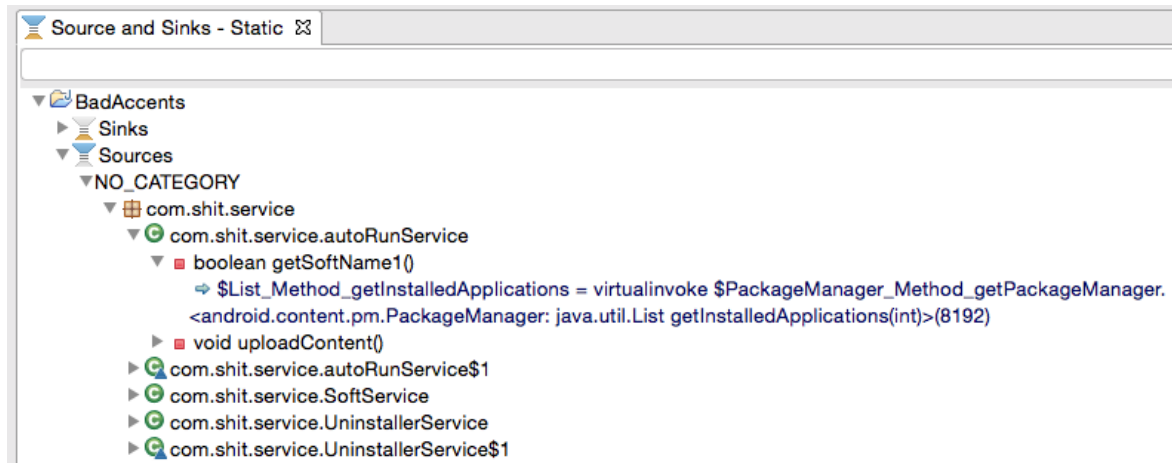 Source and Sinks - Static
BadAccents
Sinks
Sources
NO_CATEGORY
com.shit.service
com.shit.service.autoRunService
boolean getSoftName1()
$List_Method_getInstalledApplications = virtualinvoke $PackageManager_Method_getPackageManager.
<android.content.pm.PackageManager: java.util.List getInstalledApplications(int)>(8192)
void uploadContent()
com.shit.service.autoRunService$1
com.shit.service.SoftService
com.shit.service.UninstallerService
com.shit.service.UninstallerService$1